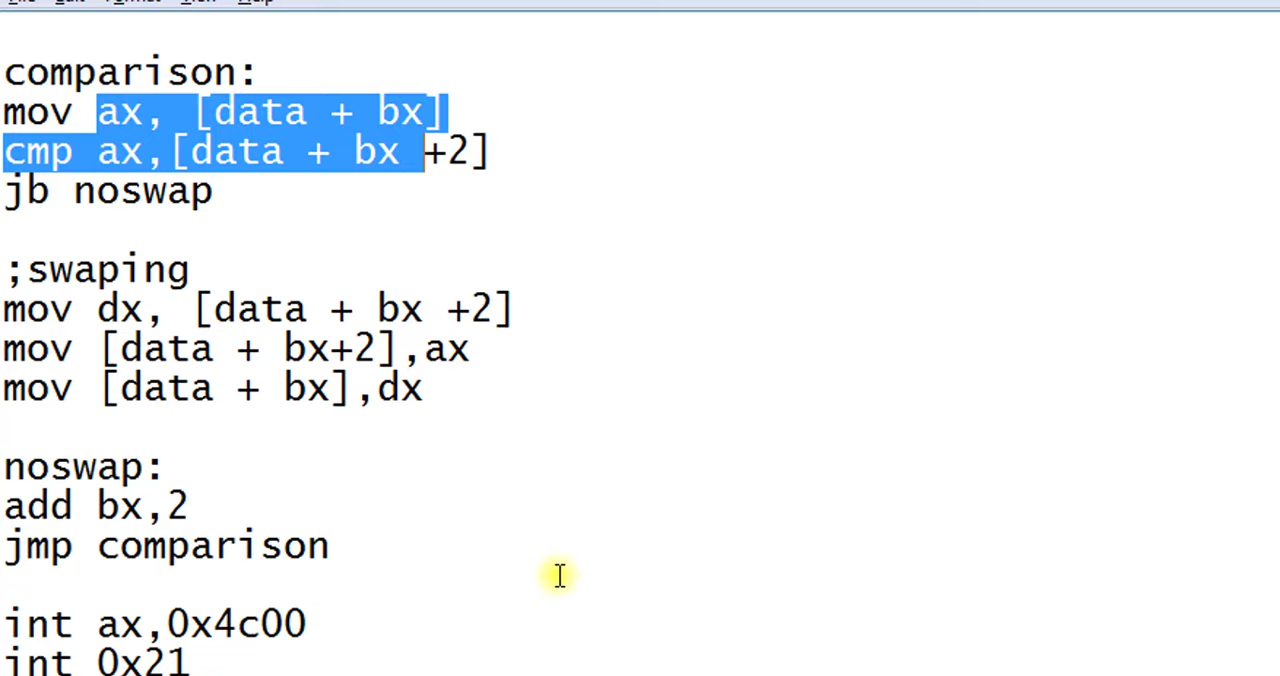 comparison:
mov ax, [data + bx]
cmp ax,[data + bx +2]
jb noswap
;swaping
mov dx, [data + bx +2]
mov [data + bx+2],ax
mov [data + bx],dx
noswap:
add bx,2
jmp comparison
int ax,0x4c00
int 0x21